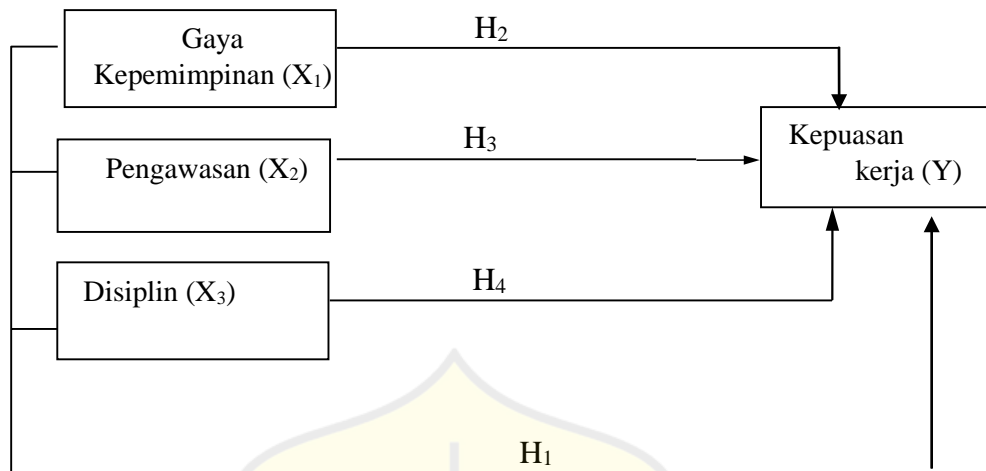 H₂
Gaya
Kepemimpinan (X₁)
H₃
Kepuasan
kerja (Y)
Pengawasan (X₂)
H₄
Disiplin (X₃)
H₁